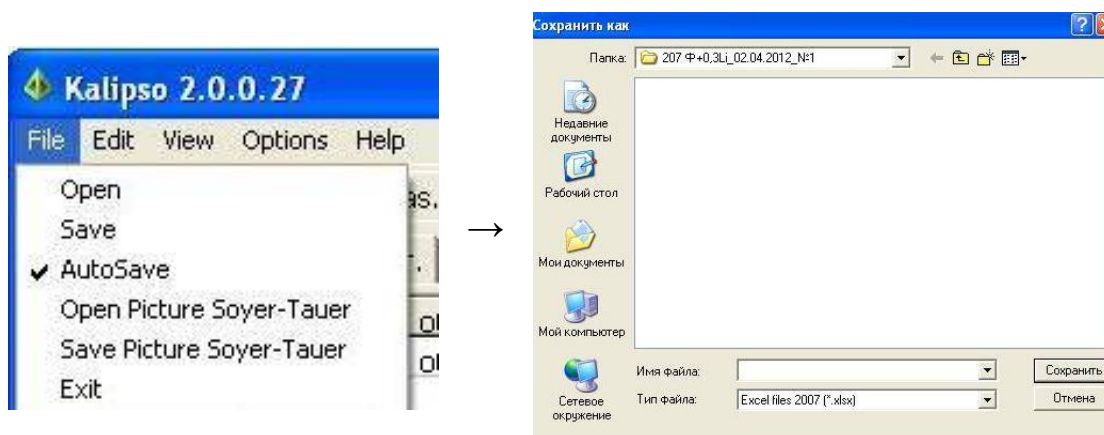 Kalipso 2.0.0.27
File Edit View Options Help
Open
Save
AutoSave
Open Picture Soyer-Tauer
Save Picture Soyer-Tauer
Exit
→
Сохранить как
Папка: 207 Ф+0,3Li_02.04.2012_№1
Недавние
документы
Рабочий стол
Мои документы
Мой компьютер
Сетевое
окружение
Имя файла: Сохранить
Тип файла: Excel files 2007 (*.xlsx) Отмена